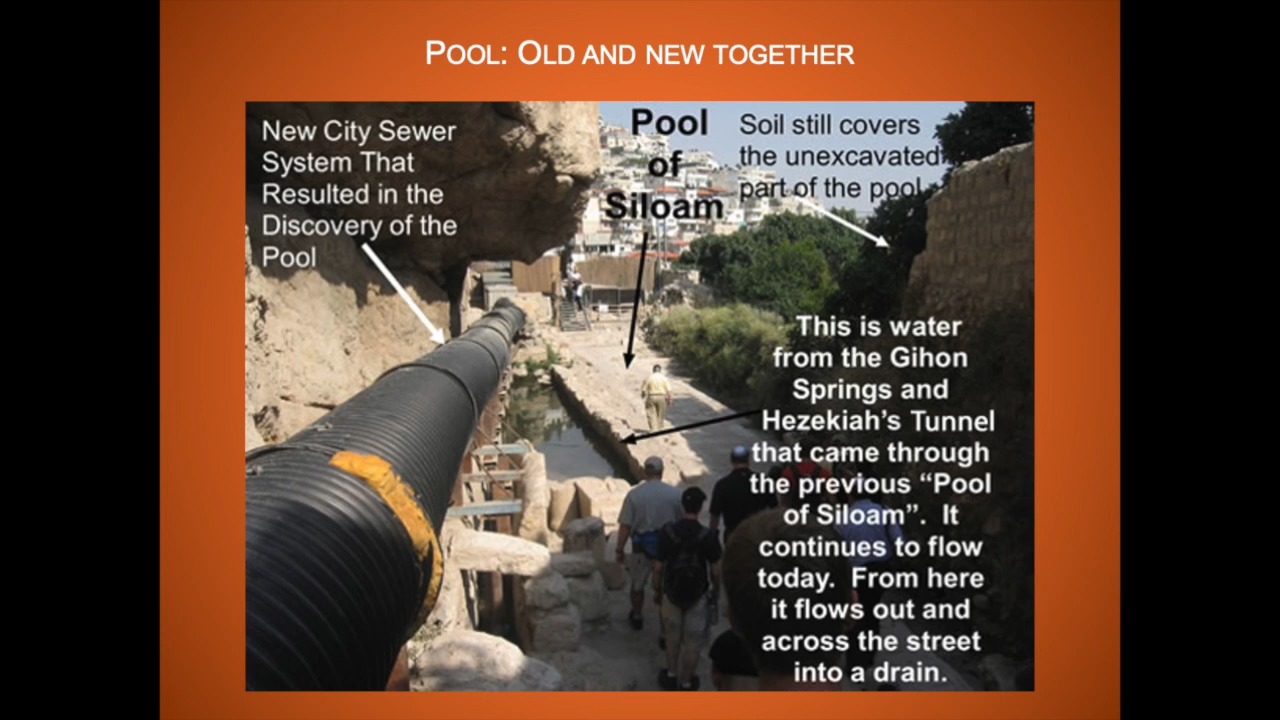 POOL: OLD AND NEW TOGETHER
New City Sewer
System That
Resulted in the
Discovery of the
Pool
Pool
of
Siloam
Soil still covers
the unexcavated
part of the pool
This is water
from the Gihon
Springs and
Hezekiah's Tunnel
that came through
the previous “Pool
of Siloam”. It
continues to flow
today. From here
it flows out and
across the street
into a drain.